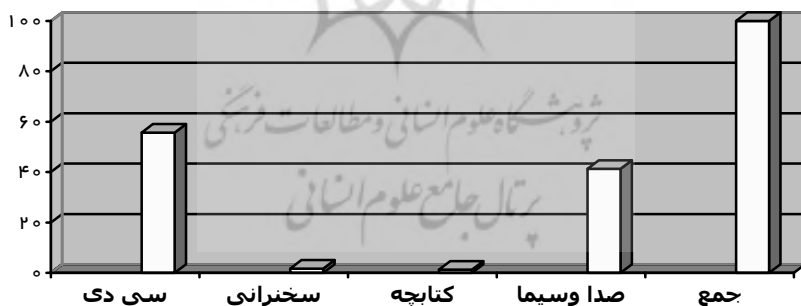 ۱۰۰
۸۰
۶۰
۴۰
۲۰
۰
پژوهشگاه علوم انسانی و مطالعات فرهنگی
پرتال جامع علوم انسانی
سی دی سخنرانی کتابچه صدا وسیما جمع